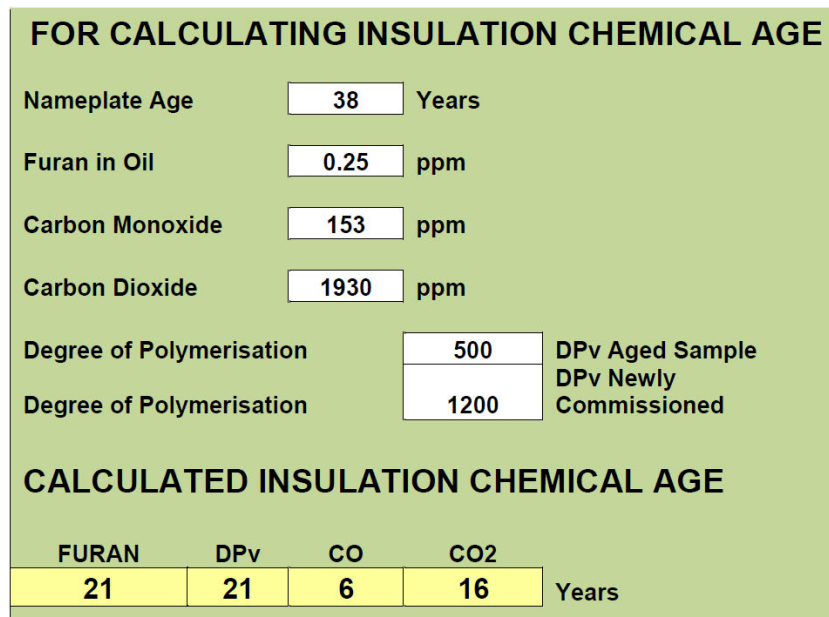 FOR CALCULATING INSULATION CHEMICAL AGE
Nameplate Age 38 Years
Furan in Oil 0.25 ppm
Carbon Monoxide 153 ppm
Carbon Dioxide 1930 ppm
Degree of Polymerisation 500 DPv Aged Sample
DPv Newly
Degree of Polymerisation 1200 Commissioned
CALCULATED INSULATION CHEMICAL AGE
FURAN DPv CO CO2
21 21 6 16 Years